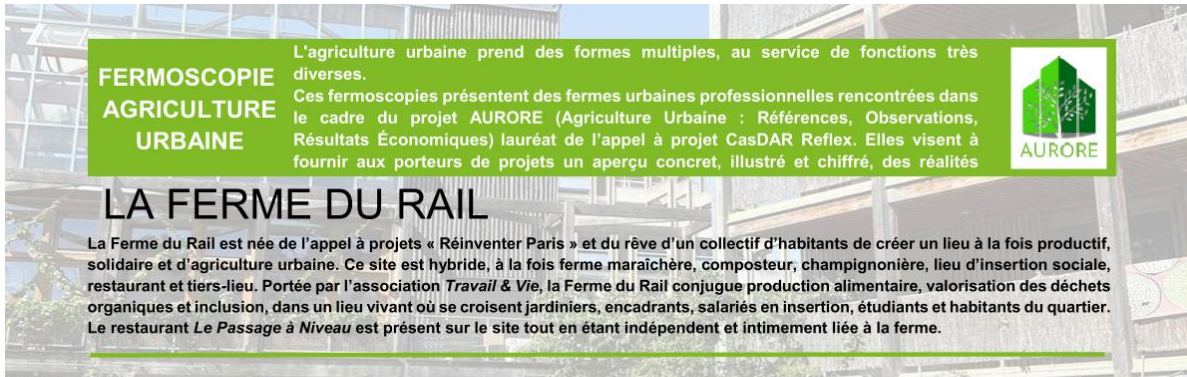 FERMOSCOPIE
AGRICULTURE
URBAINE
L'agriculture urbaine prend des formes multiples, au service de fonctions très
diverses.
Ces fermoscopies présentent des fermes urbaines professionnelles rencontrées dans
le cadre du projet AURORE (Agriculture Urbaine : Références, Observations,
Résultats Économiques) lauréat de l'appel à projet CasDAR Reflex. Elles visent à
fournir aux porteurs de projets un aperçu concret, illustré et chiffré, des réalités
AURORE
LA FERME DU RAIL
La Ferme du Rail est née de l'appel à projets « Réinventer Paris » et du rêve d'un collectif d'habitants de créer un lieu à la fois productif,
solidaire et d'agriculture urbaine. Ce site est hybride, à la fois ferme maraîchère, composteur, champignonière, lieu d'insertion sociale,
restaurant et tiers-lieu. Portée par l'association Travail & Vie, la Ferme du Rail conjugue production alimentaire, valorisation des déchets
organiques et inclusion, dans un lieu vivant où se croisent jardiniers, encadrants, salariés en insertion, étudiants et habitants du quartier.
Le restaurant Le Passage à Niveau est présent sur le site tout en étant indépendant et intimement liée à la ferme.